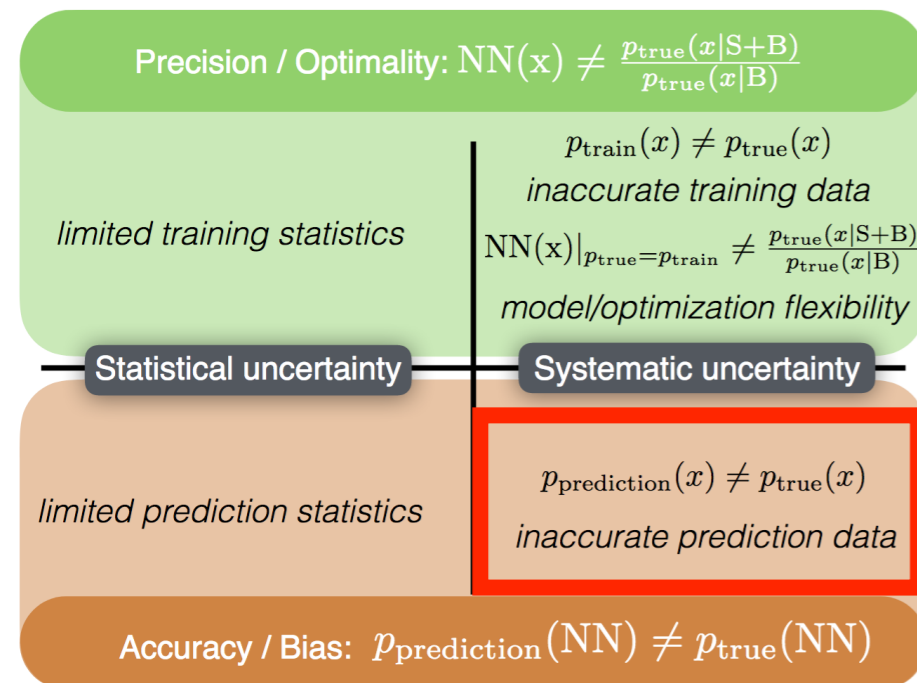 Precision / Optimality: NN(x) ≠ p_true(x|S+B) / p_true(x|B)
p_train(x) ≠ p_true(x)
inaccurate training data
limited training statistics
NN(x)|_{p_true=p_train} ≠ p_true(x|S+B) / p_true(x|B)
model/optimization flexibility
Statistical uncertainty
Systematic uncertainty
p_prediction(x) ≠ p_true(x)
limited prediction statistics
inaccurate prediction data
Accuracy / Bias: p_prediction(NN) ≠ p_true(NN)